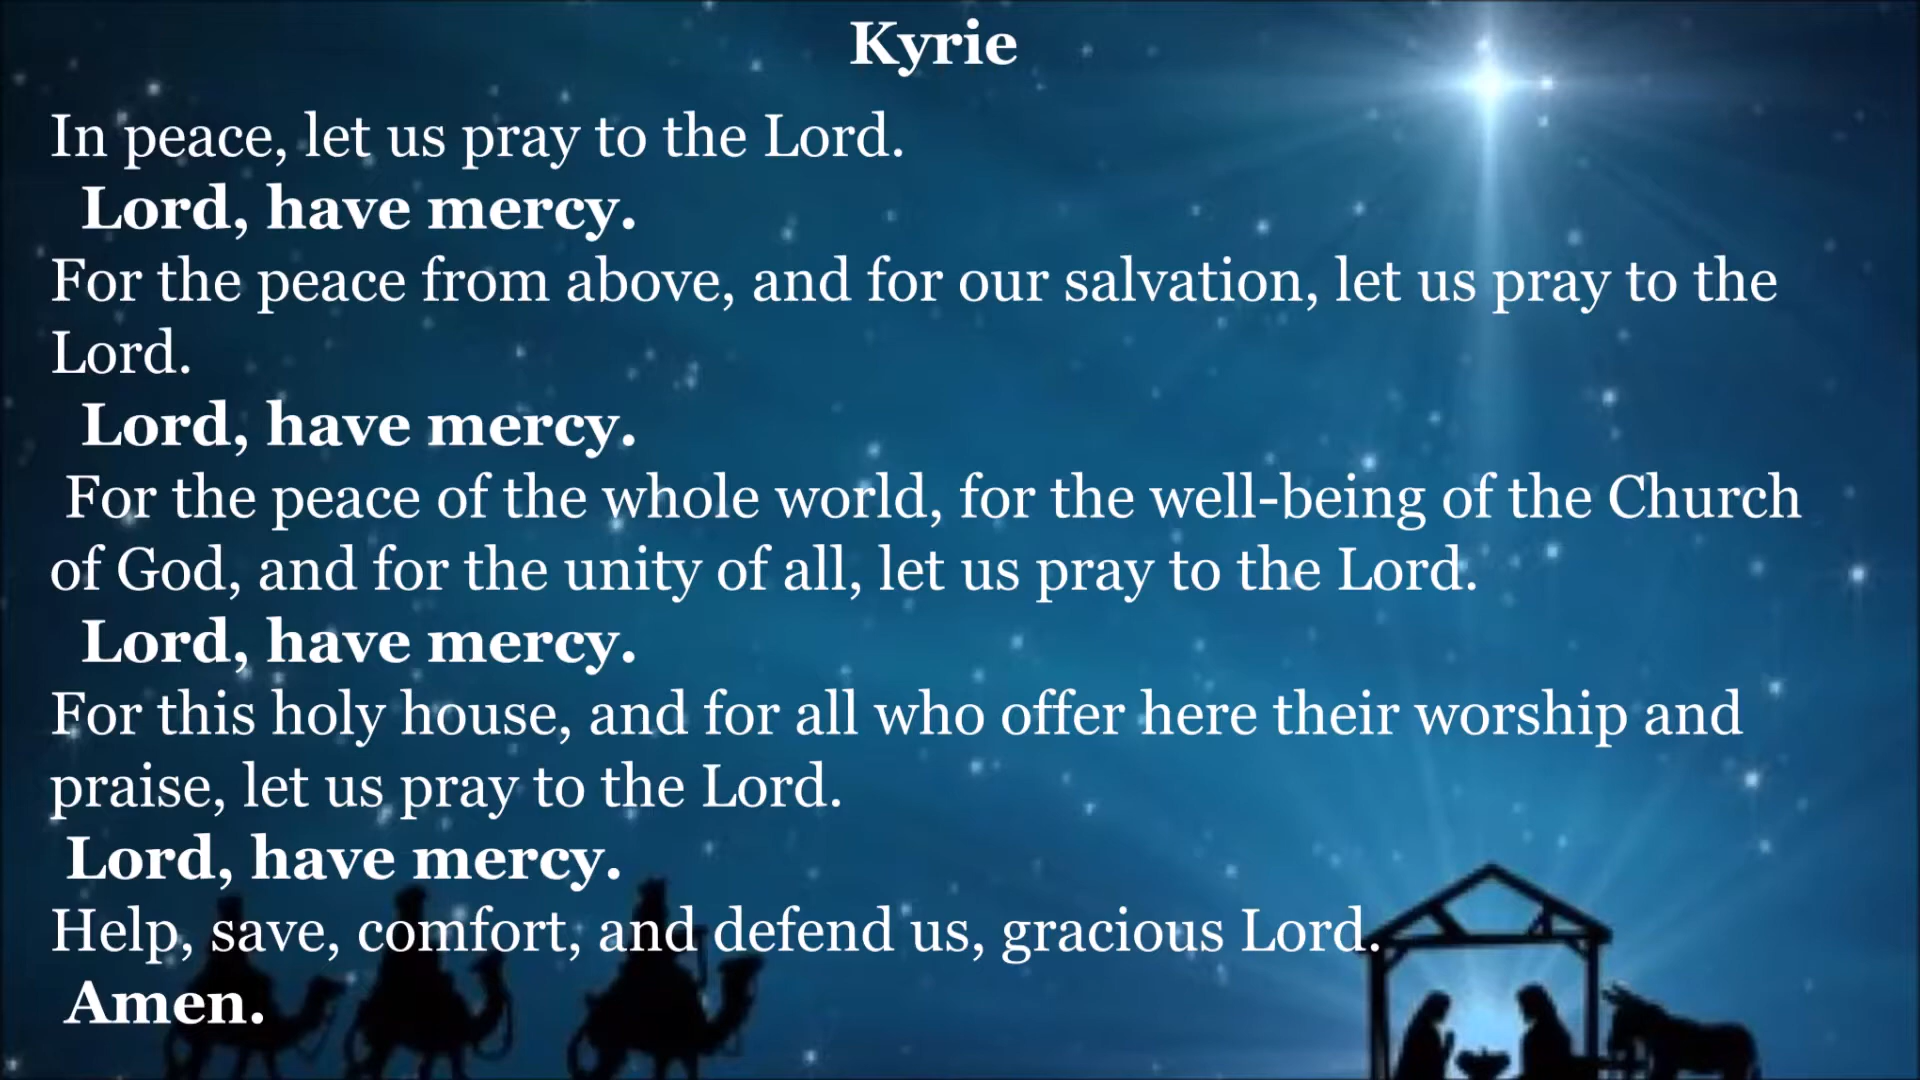 Kyrie
In peace, let us pray to the Lord.
Lord, have mercy.
For the peace from above, and for our salvation, let us pray to the
Lord.
Lord, have mercy.
For the peace of the whole world, for the well-being of the Church
of God, and for the unity of all, let us pray to the Lord.
Lord, have mercy.
For this holy house, and for all who offer here their worship and
praise, let us pray to the Lord.
Lord, have mercy.
Help, save, comfort, and defend us, gracious Lord.
Amen.